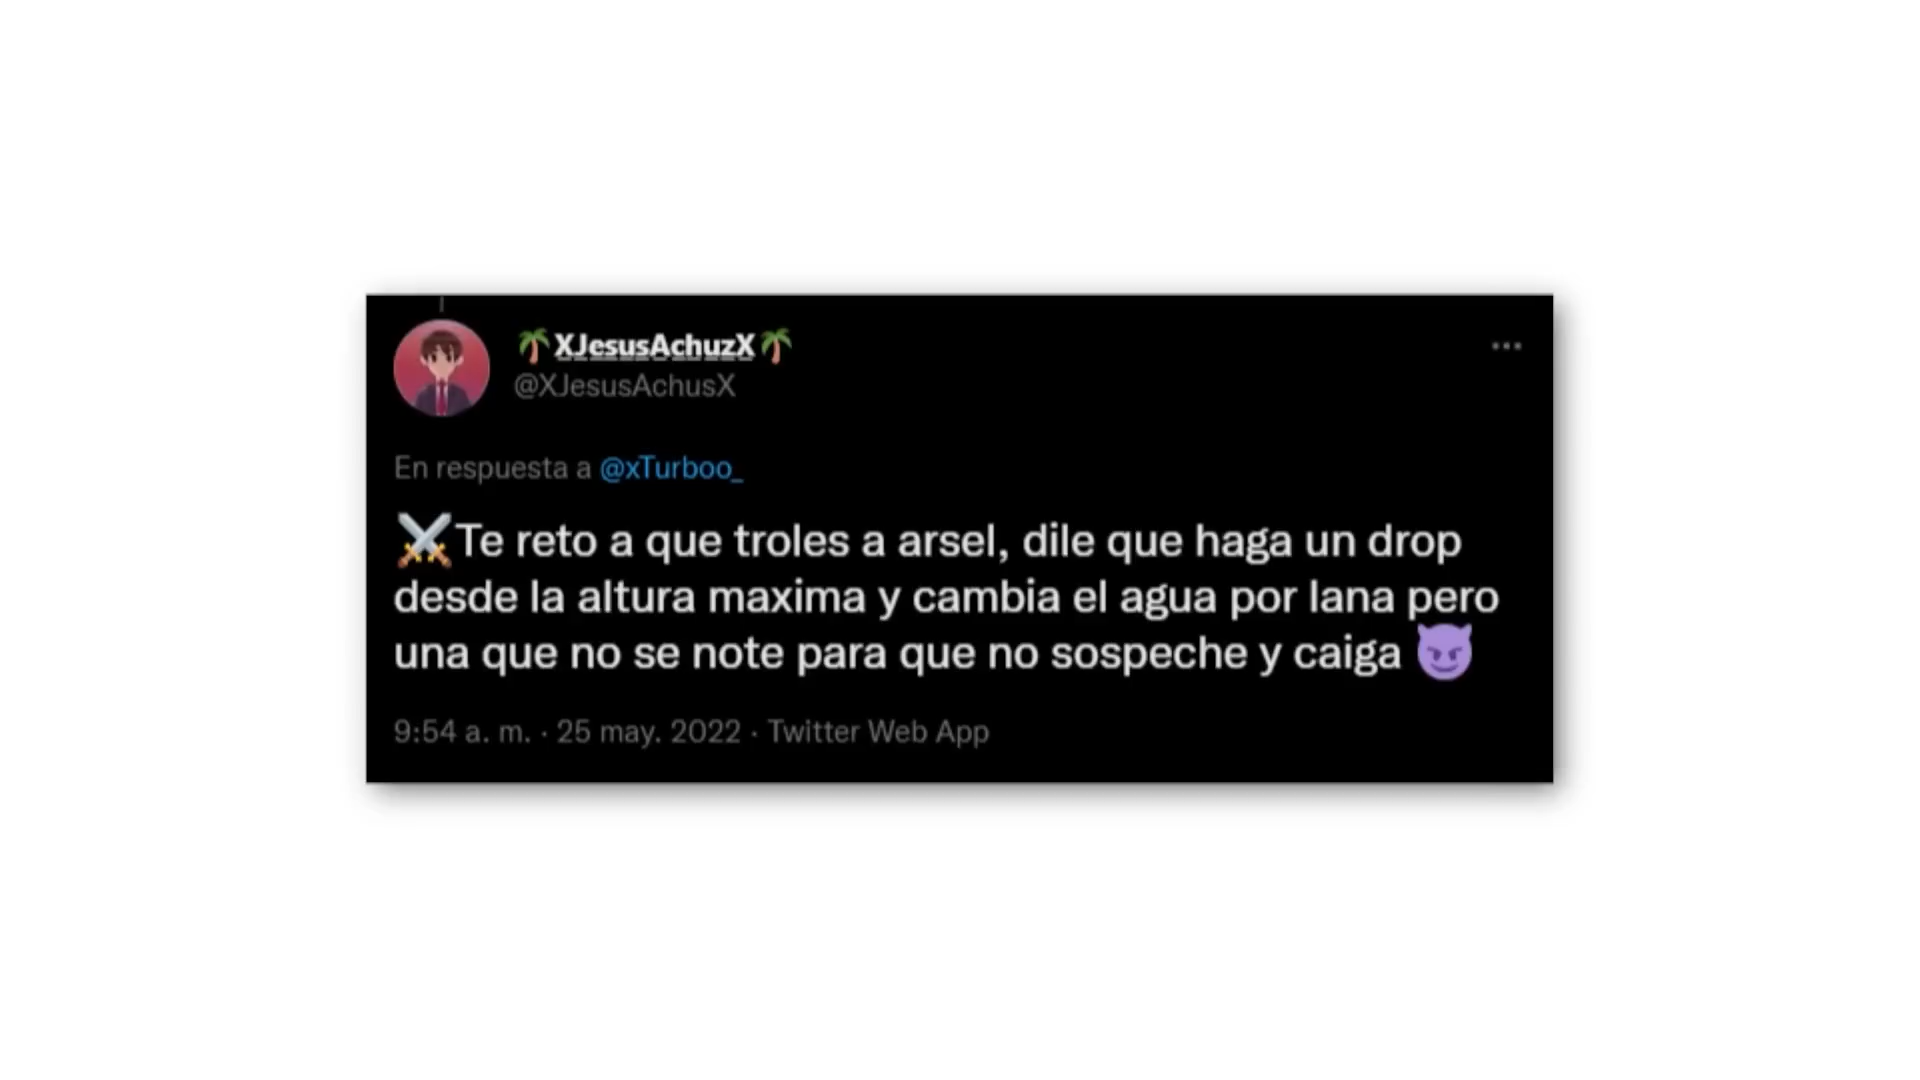 🌴XJesusAchuzX🌴
@XJesusAchusX
En respuesta a @xTurboo_
⚔️Te reto a que troles a arsel, dile que haga un drop
desde la altura maxima y cambia el agua por lana pero
una que no se note para que no sospeche y caiga 😈
9:54 a. m. · 25 may. 2022 · Twitter Web App